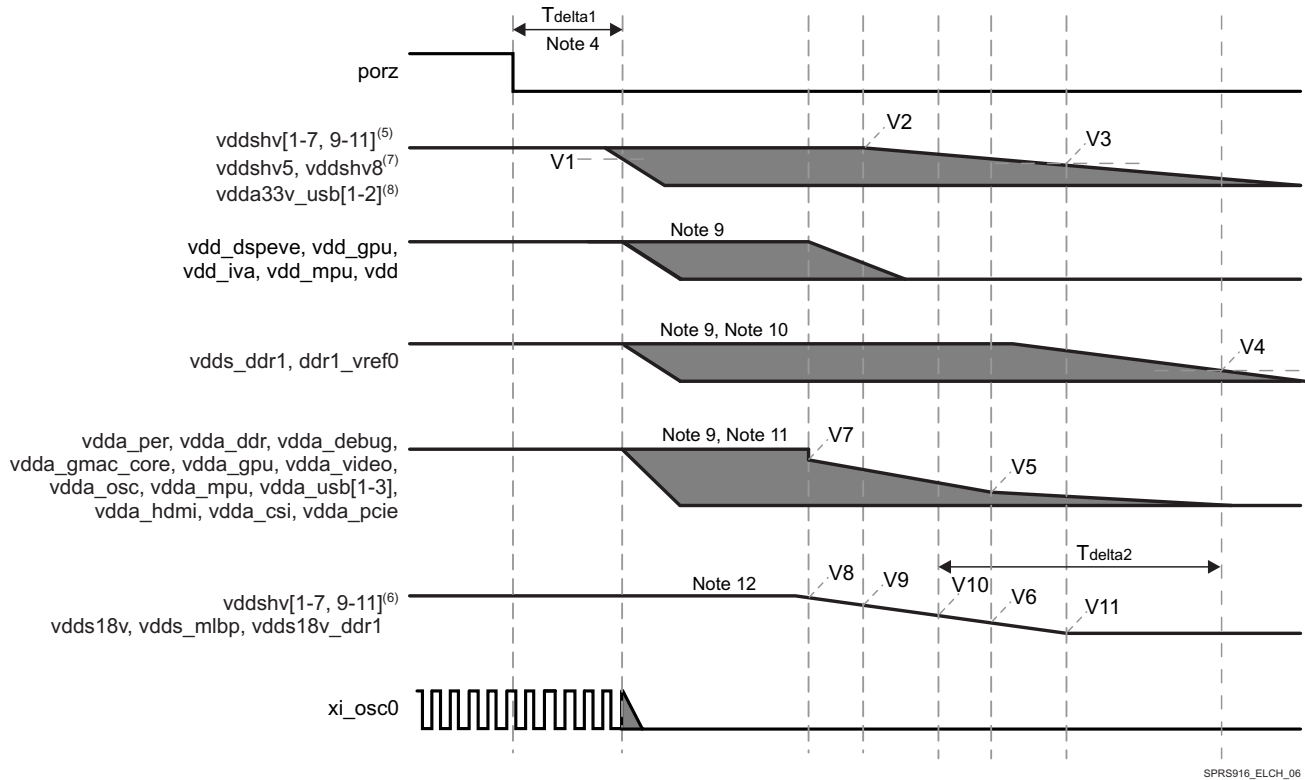 Tdelta1
Note 4
porz
V2
vddshv[1-7, 9-11](5)
V3
V1
vddshv5, vddshv8(7)
vdda33v_usb[1-2](8)
Note 9
vdd_dspeve, vdd_gpu,
vdd_iva, vdd_mpu, vdd
Note 9, Note 10
V4
vdds_ddr1, ddr1_vref0
Note 9, Note 11
V7
vdda_per, vdda_ddr, vdda_debug,
vdda_gmac_core, vdda_gpu, vdda_video,
V5
vdda_osc, vdda_mpu, vdda_usb[1-3],
vdda_hdmi, vdda_csi, vdda_pcie
Tdelta2
Note 12
V8
V9
V10
V6
V11
vddshv[1-7, 9-11](6)
vdds18v, vdds_mlbp, vdds18v_ddr1
xi_osc0
SPRS916_ELCH_06